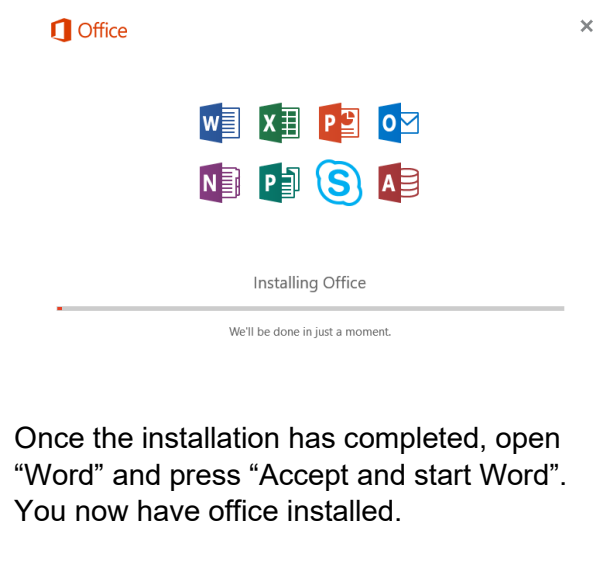 Office
W X P O
N P S A
Installing Office
We'll be done in just a moment.
Once the installation has completed, open
“Word” and press “Accept and start Word”.
You now have office installed.